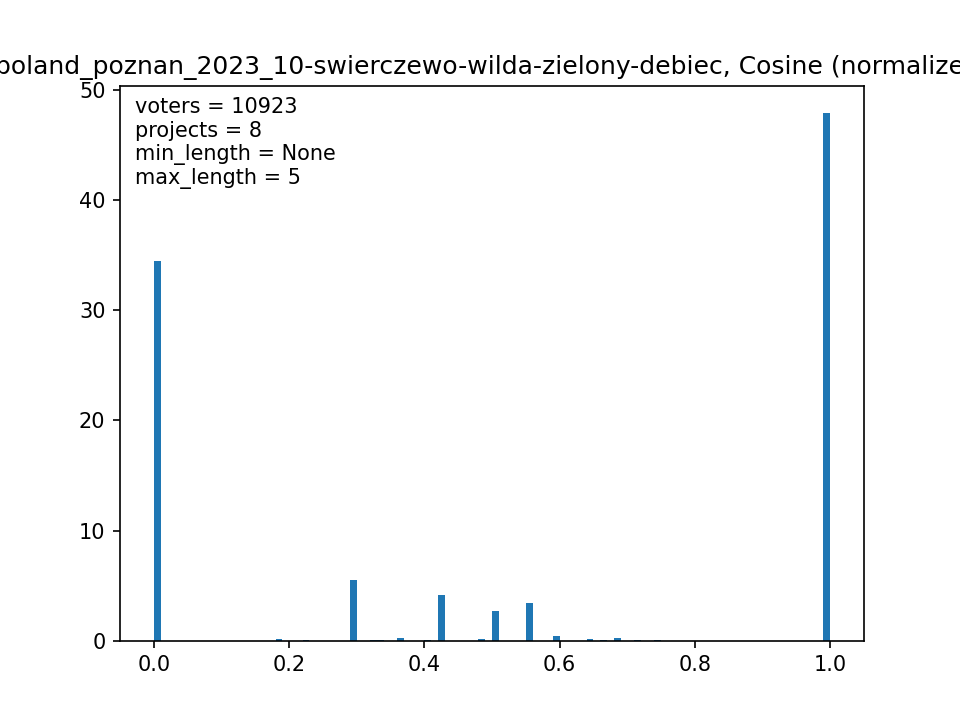 poland_poznan_2023_10-swierczewo-wilda-zielony-debiec, Cosine (normalize
50
voters = 10923
projects = 8
min_length = None
max_length = 5
40
30
20
10
0
0.0 0.2 0.4 0.6 0.8 1.0